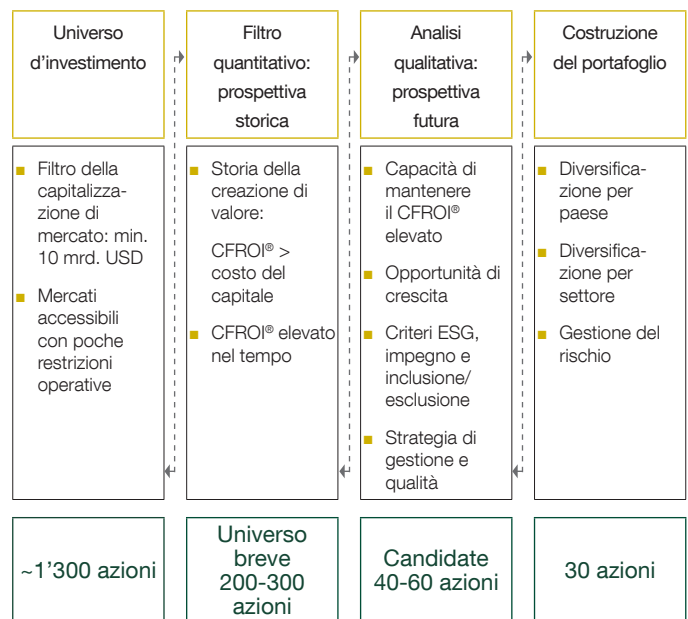 Universo
d’investimento
Filtro
quantitativo:
prospettiva
storica
Analisi
qualitativa:
prospettiva
futura
Costruzione
del portafoglio
■ Filtro della
capitalizza-
zione di
mercato: min.
10 mrd. USD
■ Mercati
accessibili
con poche
restrizioni
operative
■ Storia della
creazione di
valore:
CFROI® >
costo del
capitale
■ CFROI® elevato
nel tempo
■ Capacità di
mantenere
il CFROI®
elevato
■ Opportunità di
crescita
■ Criteri ESG,
impegno e
inclusione/
esclusione
■ Strategia di
gestione e
qualità
■ Diversifica-
zione per
paese
■ Diversifica-
zione per
settore
■ Gestione del
rischio
~1’300 azioni
Universo
breve
200-300
azioni
Candidate
40-60 azioni
30 azioni